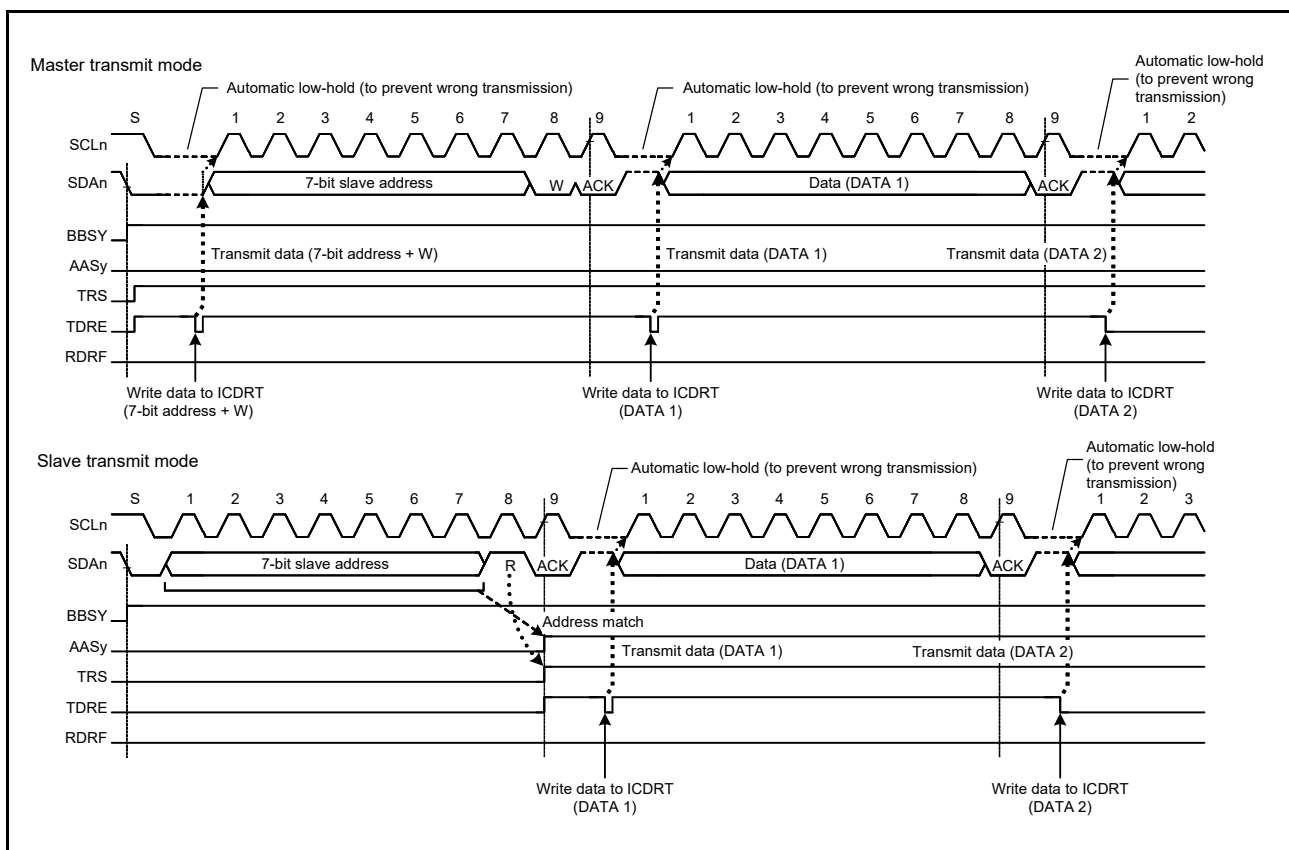 Master transmit mode
Automatic low-hold (to prevent wrong transmission)
Automatic low-hold (to prevent wrong transmission)
Automatic low-hold
(to prevent wrong
transmission)
S 1 2 3 4 5 6 7 8 9 1 2 3 4 5 6 7 8 9 1 2
SCLn
SDAn 7-bit slave address W ACK Data (DATA 1) ACK
BBSY
Transmit data (7-bit address + W) Transmit data (DATA 1) Transmit data (DATA 2)
AASy
TRS
TDRE
RDRF
Write data to ICDRT
(7-bit address + W)
Write data to ICDRT
(DATA 1)
Write data to ICDRT
(DATA 2)
Slave transmit mode
Automatic low-hold (to prevent wrong transmission)
Automatic low-hold
(to prevent wrong
transmission)
S 1 2 3 4 5 6 7 8 9 1 2 3 4 5 6 7 8 9 1 2 3
SCLn
SDAn 7-bit slave address R ACK Data (DATA 1) ACK
BBSY
Address match
AASy
Transmit data (DATA 1) Transmit data (DATA 2)
TRS
TDRE
RDRF
Write data to ICDRT
(DATA 1)
Write data to ICDRT
(DATA 2)